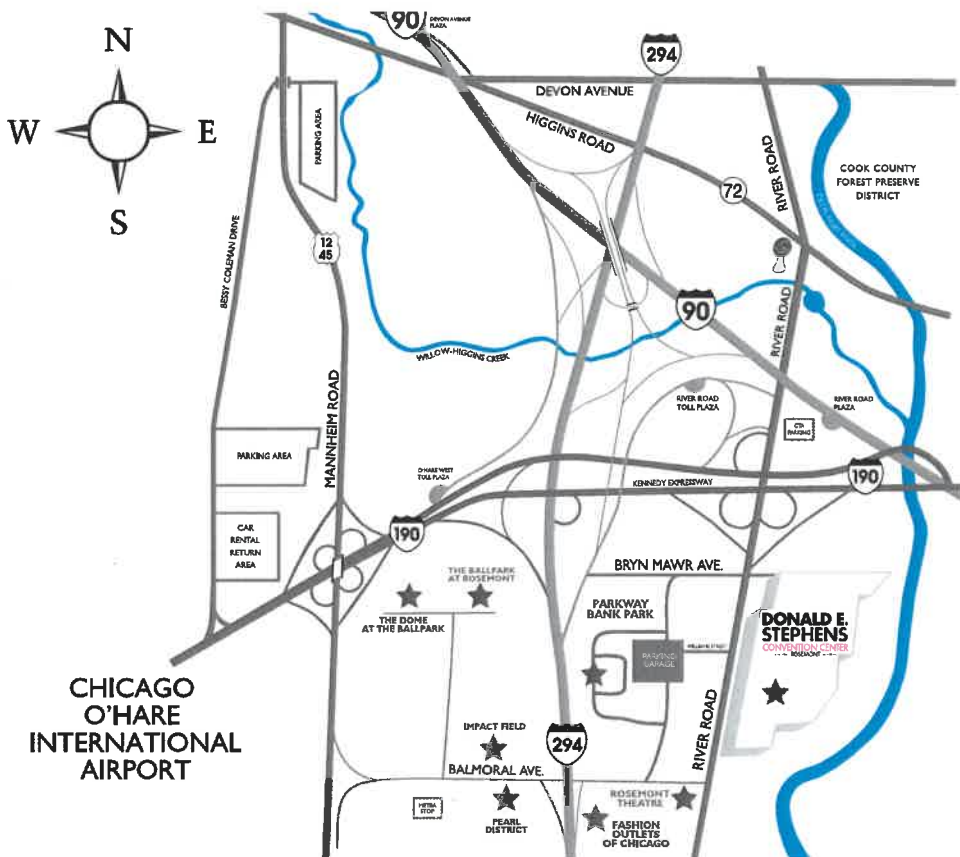 N
W
E
S
90
DEVON AVENUE
PLAZA
294
DEVON AVENUE
HIGGINS ROAD
RIVER ROAD
72
COOK COUNTY
FOREST PRESERVE
DISTRICT
PARKING AREA
BESSY COLEMAN DRIVE
12
45
90
RIVER ROAD
WILLOW-HIGGINS CREEK
MANNHEIM ROAD
RIVER ROAD
TOLL PLAZA
RIVER ROAD
PLAZA
CTA
PARKING
PARKING AREA
O'HARE WEST
TOLL PLAZA
KENNEDY EXPRESSWAY
190
190
CAR
RENTAL
RETURN
AREA
BRYN MAWR AVE.
THE BALLPARK
AT ROSEMONT
THE DOME
AT THE BALLPARK
PARKWAY
BANK PARK
DONALD E.
STEPHENS
CONVENTION CENTER
ROSEMONT
PARKING
GARAGE
CHICAGO
O'HARE
INTERNATIONAL
AIRPORT
RIVER ROAD
IMPACT FIELD
294
BALMORAL AVE.
METRA
STOP
PEARL
DISTRICT
ROSEMONT
THEATRE
FASHION
OUTLETS
OF CHICAGO